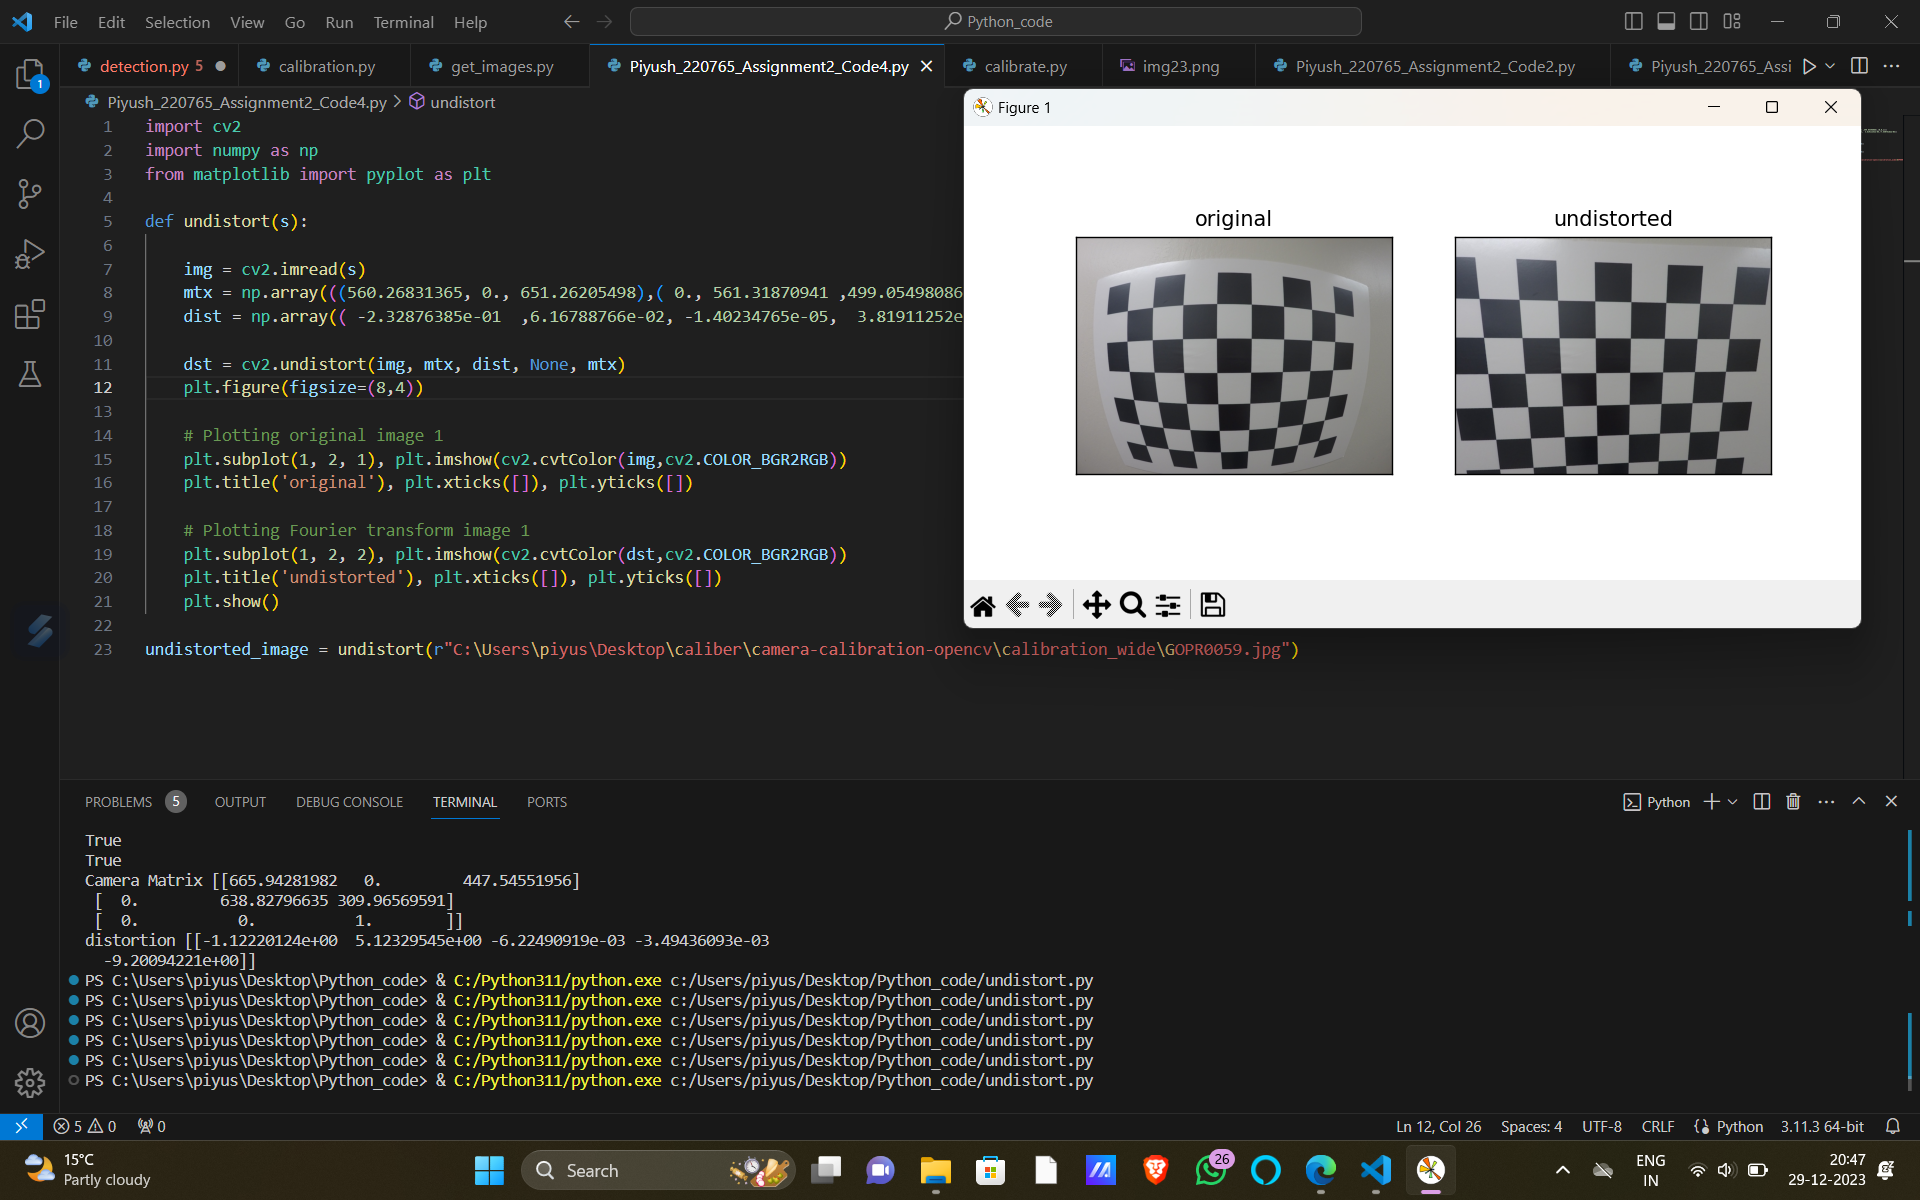 File Edit Selection View Go Run Terminal Help
Python_code
1
detection.py 5
calibration.py
get_images.py
Piyush_220765_Assignment2_Code4.py
calibrate.py
img23.png
Piyush_220765_Assignment2_Code2.py
Piyush_220765_Assi
Piyush_220765_Assignment2_Code4.py > undistort
1 import cv2
2 import numpy as np
3 from matplotlib import pyplot as plt
4
5 def undistort(s):
6
7 img = cv2.imread(s)
8 mtx = np.array(((560.26831365, 0., 651.26205498),( 0., 561.31870941 ,499.05498086
9 dist = np.array(( -2.32876385e-01  ,6.16788766e-02, -1.40234765e-05,  3.81911252e
10
11 dst = cv2.undistort(img, mtx, dist, None, mtx)
12 plt.figure(figsize=(8,4))
13
14 # Plotting original image 1
15 plt.subplot(1, 2, 1), plt.imshow(cv2.cvtColor(img,cv2.COLOR_BGR2RGB))
16 plt.title('original'), plt.xticks([]), plt.yticks([])
17
18 # Plotting Fourier transform image 1
19 plt.subplot(1, 2, 2), plt.imshow(cv2.cvtColor(dst,cv2.COLOR_BGR2RGB))
20 plt.title('undistorted'), plt.xticks([]), plt.yticks([])
21 plt.show()
22
23 undistorted_image = undistort(r"C:\Users\piyus\Desktop\caliber\camera-calibration-opencv\calibration_wide\GOPR0059.jpg")
Figure 1
original
undistorted
PROBLEMS 5 OUTPUT DEBUG CONSOLE TERMINAL PORTS
Python
True
True
Camera Matrix [[665.94281982   0.         447.54551956]
[  0.         638.82796635 309.96569591]
[  0.           0.           1.        ]]
distortion [[-1.12220124e+00  5.12329545e+00 -6.22490919e-03 -3.49436093e-03
-9.20094221e+00]]
PS C:\Users\piyus\Desktop\Python_code> & C:/Python311/python.exe c:/Users/piyus/Desktop/Python_code/undistort.py
PS C:\Users\piyus\Desktop\Python_code> & C:/Python311/python.exe c:/Users/piyus/Desktop/Python_code/undistort.py
PS C:\Users\piyus\Desktop\Python_code> & C:/Python311/python.exe c:/Users/piyus/Desktop/Python_code/undistort.py
PS C:\Users\piyus\Desktop\Python_code> & C:/Python311/python.exe c:/Users/piyus/Desktop/Python_code/undistort.py
PS C:\Users\piyus\Desktop\Python_code> & C:/Python311/python.exe c:/Users/piyus/Desktop/Python_code/undistort.py
PS C:\Users\piyus\Desktop\Python_code> & C:/Python311/python.exe c:/Users/piyus/Desktop/Python_code/undistort.py
5 0 0
Ln 12, Col 26 Spaces: 4 UTF-8 CRLF Python 3.11.3 64-bit
15°C
Partly cloudy
Search
26
ENG
IN
20:47
29-12-2023